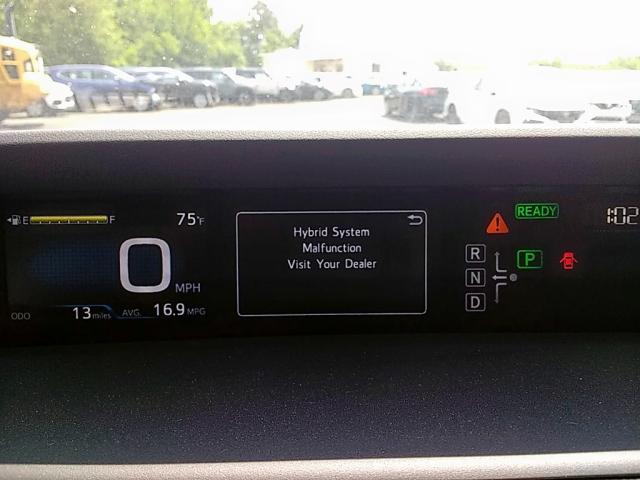 E F 75°F
0 MPH
ODO 13 miles AVG. 16.9 MPG
Hybrid System
Malfunction
Visit Your Dealer
READY
1:02
R
N
D
P